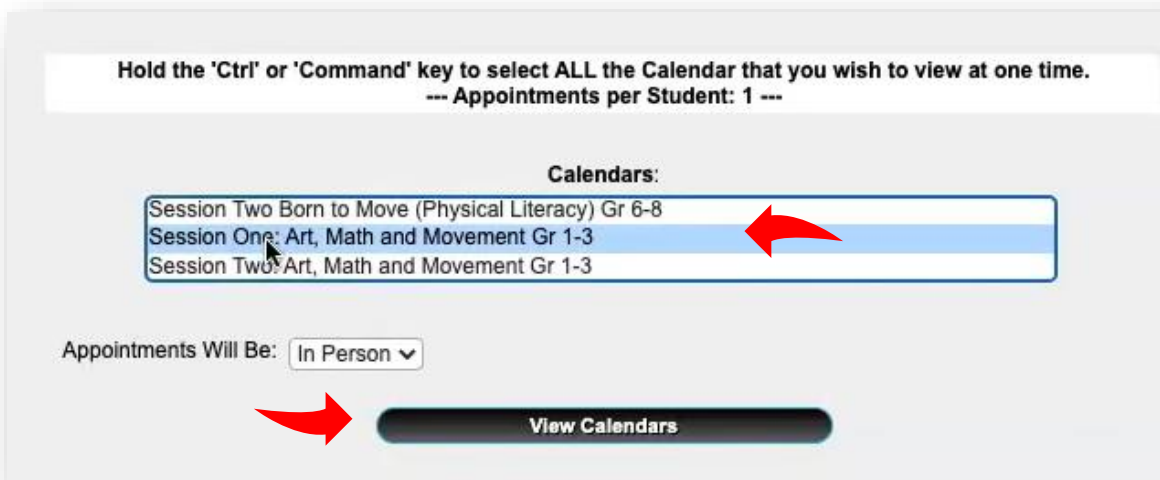 Hold the 'Ctrl' or 'Command' key to select ALL the Calendar that you wish to view at one time.
--- Appointments per Student: 1 ---
Calendars:
Session Two Born to Move (Physical Literacy) Gr 6-8
Session One: Art, Math and Movement Gr 1-3
Session Two: Art, Math and Movement Gr 1-3
Appointments Will Be: In Person
View Calendars